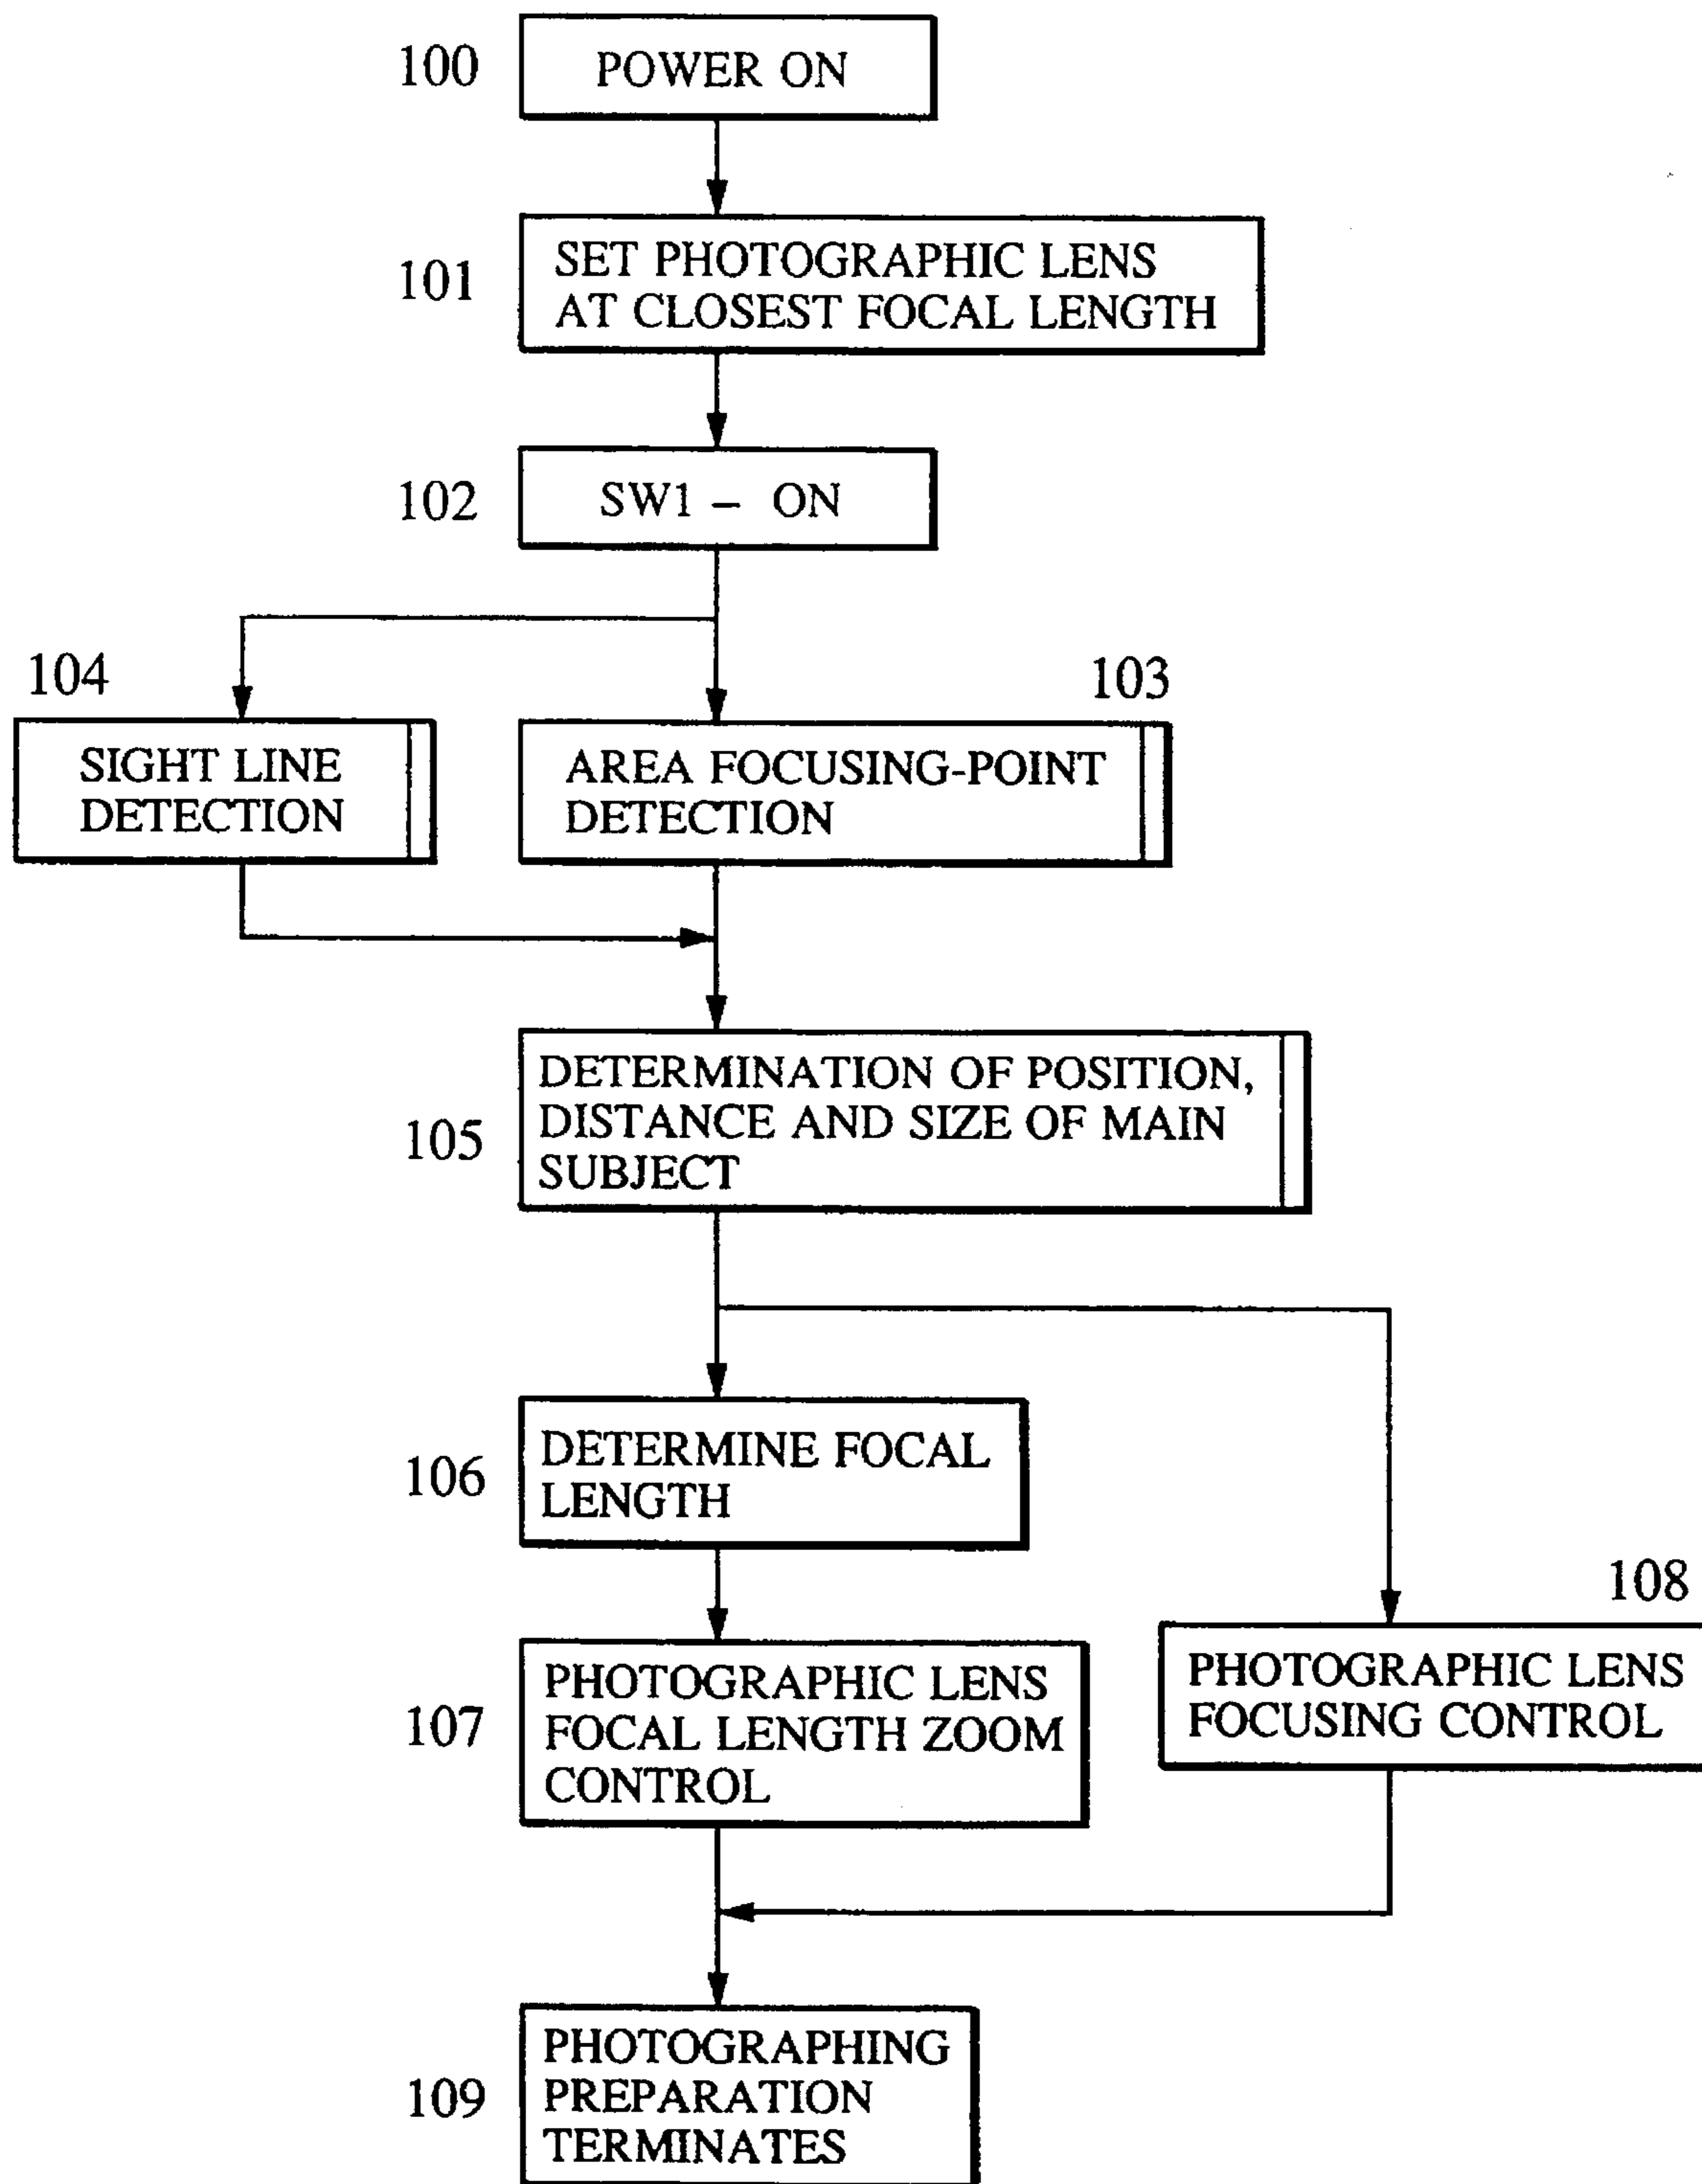 100
POWER ON
101
SET PHOTOGRAPHIC LENS
AT CLOSEST FOCAL LENGTH
102
SW1 – ON
104
103
SIGHT LINE
DETECTION
AREA FOCUSING-POINT
DETECTION
105
DETERMINATION OF POSITION,
DISTANCE AND SIZE OF MAIN
SUBJECT
106
DETERMINE FOCAL
LENGTH
108
107
PHOTOGRAPHIC LENS
FOCAL LENGTH ZOOM
CONTROL
PHOTOGRAPHIC LENS
FOCUSING CONTROL
109
PHOTOGRAPHING
PREPARATION
TERMINATES